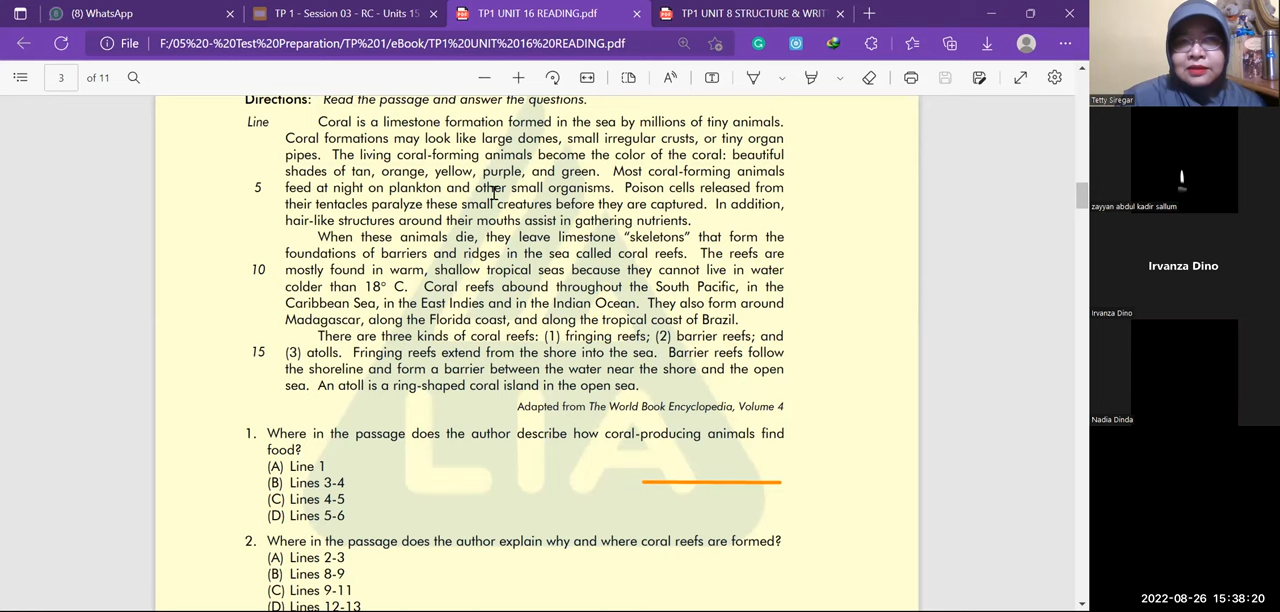 (8) WhatsApp
TP 1 - Session 03 - RC - Units 15
TP1 UNIT 16 READING.pdf
TP1 UNIT 8 STRUCTURE & WRIT
File
F:/05%20-%20Test%20Preparation/TP%201/eBook/TP1%20UNIT%2016%20READING.pdf
3 of 11
Directions: Read the passage and answer the questions.
Line Coral is a limestone formation formed in the sea by millions of tiny animals.
Coral formations may look like large domes, small irregular crusts, or tiny organ
pipes. The living coral-forming animals become the color of the coral: beautiful
shades of tan, orange, yellow, purple, and green. Most coral-forming animals
5 feed at night on plankton and other small organisms. Poison cells released from
their tentacles paralyze these small creatures before they are captured. In addition,
hair-like structures around their mouths assist in gathering nutrients.
When these animals die, they leave limestone “skeletons” that form the
foundations of barriers and ridges in the sea called coral reefs. The reefs are
10 mostly found in warm, shallow tropical seas because they cannot live in water
colder than 18° C. Coral reefs abound throughout the South Pacific, in the
Caribbean Sea, in the East Indies and in the Indian Ocean. They also form around
Madagascar, along the Florida coast, and along the tropical coast of Brazil.
There are three kinds of coral reefs: (1) fringing reefs; (2) barrier reefs; and
15 (3) atolls. Fringing reefs extend from the shore into the sea. Barrier reefs follow
the shoreline and form a barrier between the water near the shore and the open
sea. An atoll is a ring-shaped coral island in the open sea.
Adapted from The World Book Encyclopedia, Volume 4
1. Where in the passage does the author describe how coral-producing animals find
food?
(A) Line 1
(B) Lines 3-4
(C) Lines 4-5
(D) Lines 5-6
2. Where in the passage does the author explain why and where coral reefs are formed?
(A) Lines 2-3
(B) Lines 8-9
(C) Lines 9-11
(D) Lines 12-13
LIA
Tetty Siregar
zayyan abdul kadir sallum
Irvanza Dino
Irvanza Dino
Nadia Dinda
2022-08-26 15:38:20